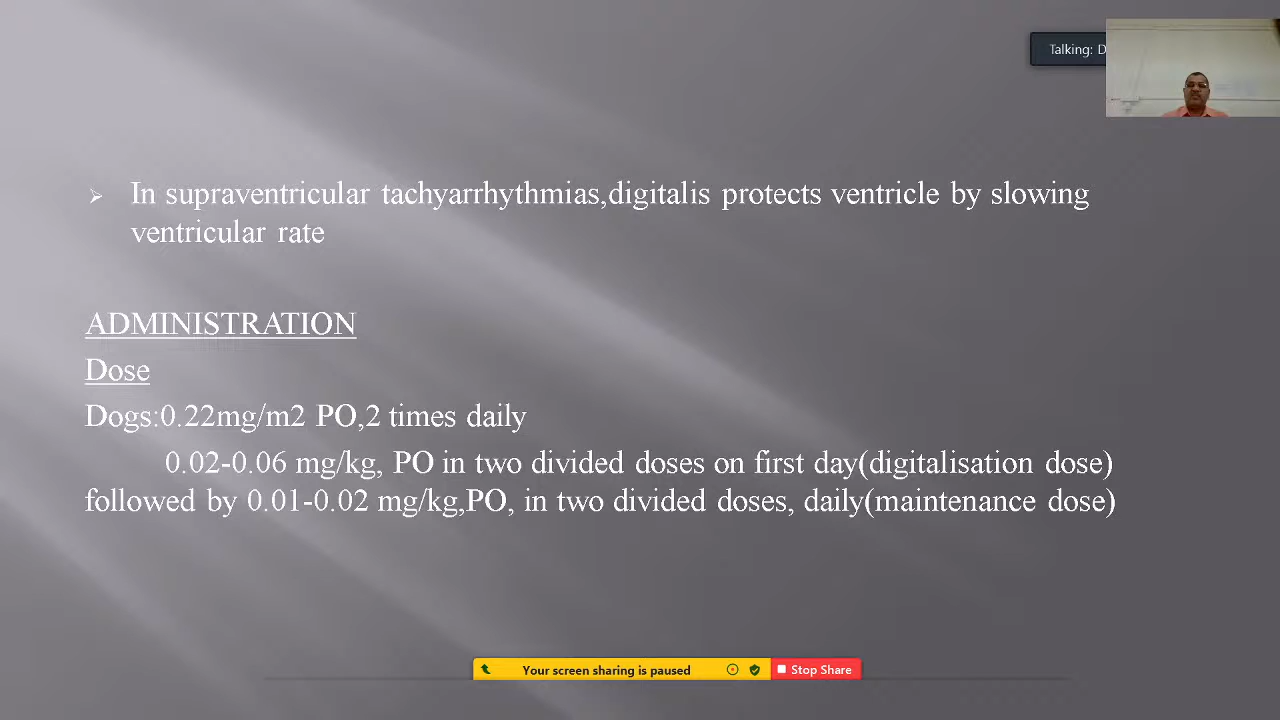 Talking: D
In supraventricular tachyarrhythmias,digitalis protects ventricle by slowing
ventricular rate
ADMINISTRATION
Dose
Dogs:0.22mg/m2 PO,2 times daily
0.02-0.06 mg/kg, PO in two divided doses on first day(digitalisation dose)
followed by 0.01-0.02 mg/kg,PO, in two divided doses, daily(maintenance dose)
Your screen sharing is paused
Stop Share